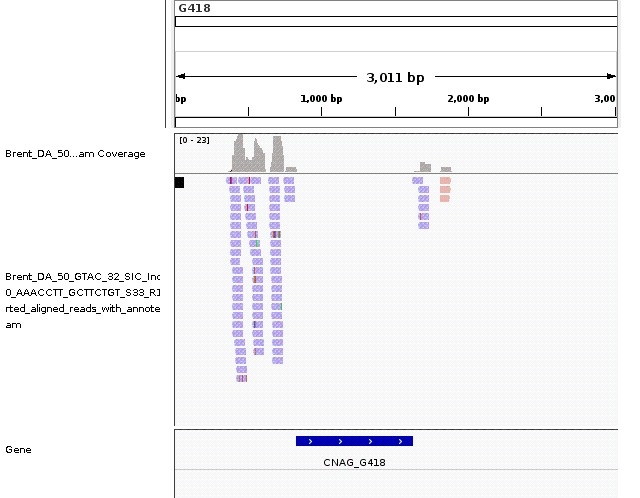 G418
3,011 bp
bp 1,000 bp 2,000 bp 3,00
[0 - 23]
Brent_DA_50...am Coverage
Brent_DA_50_GTAC_32_SIC_Inc
0_AAACCTT_GCTTCTGT_S33_R1
rted_aligned_reads_with_annote
am
Gene
CNAG_G418